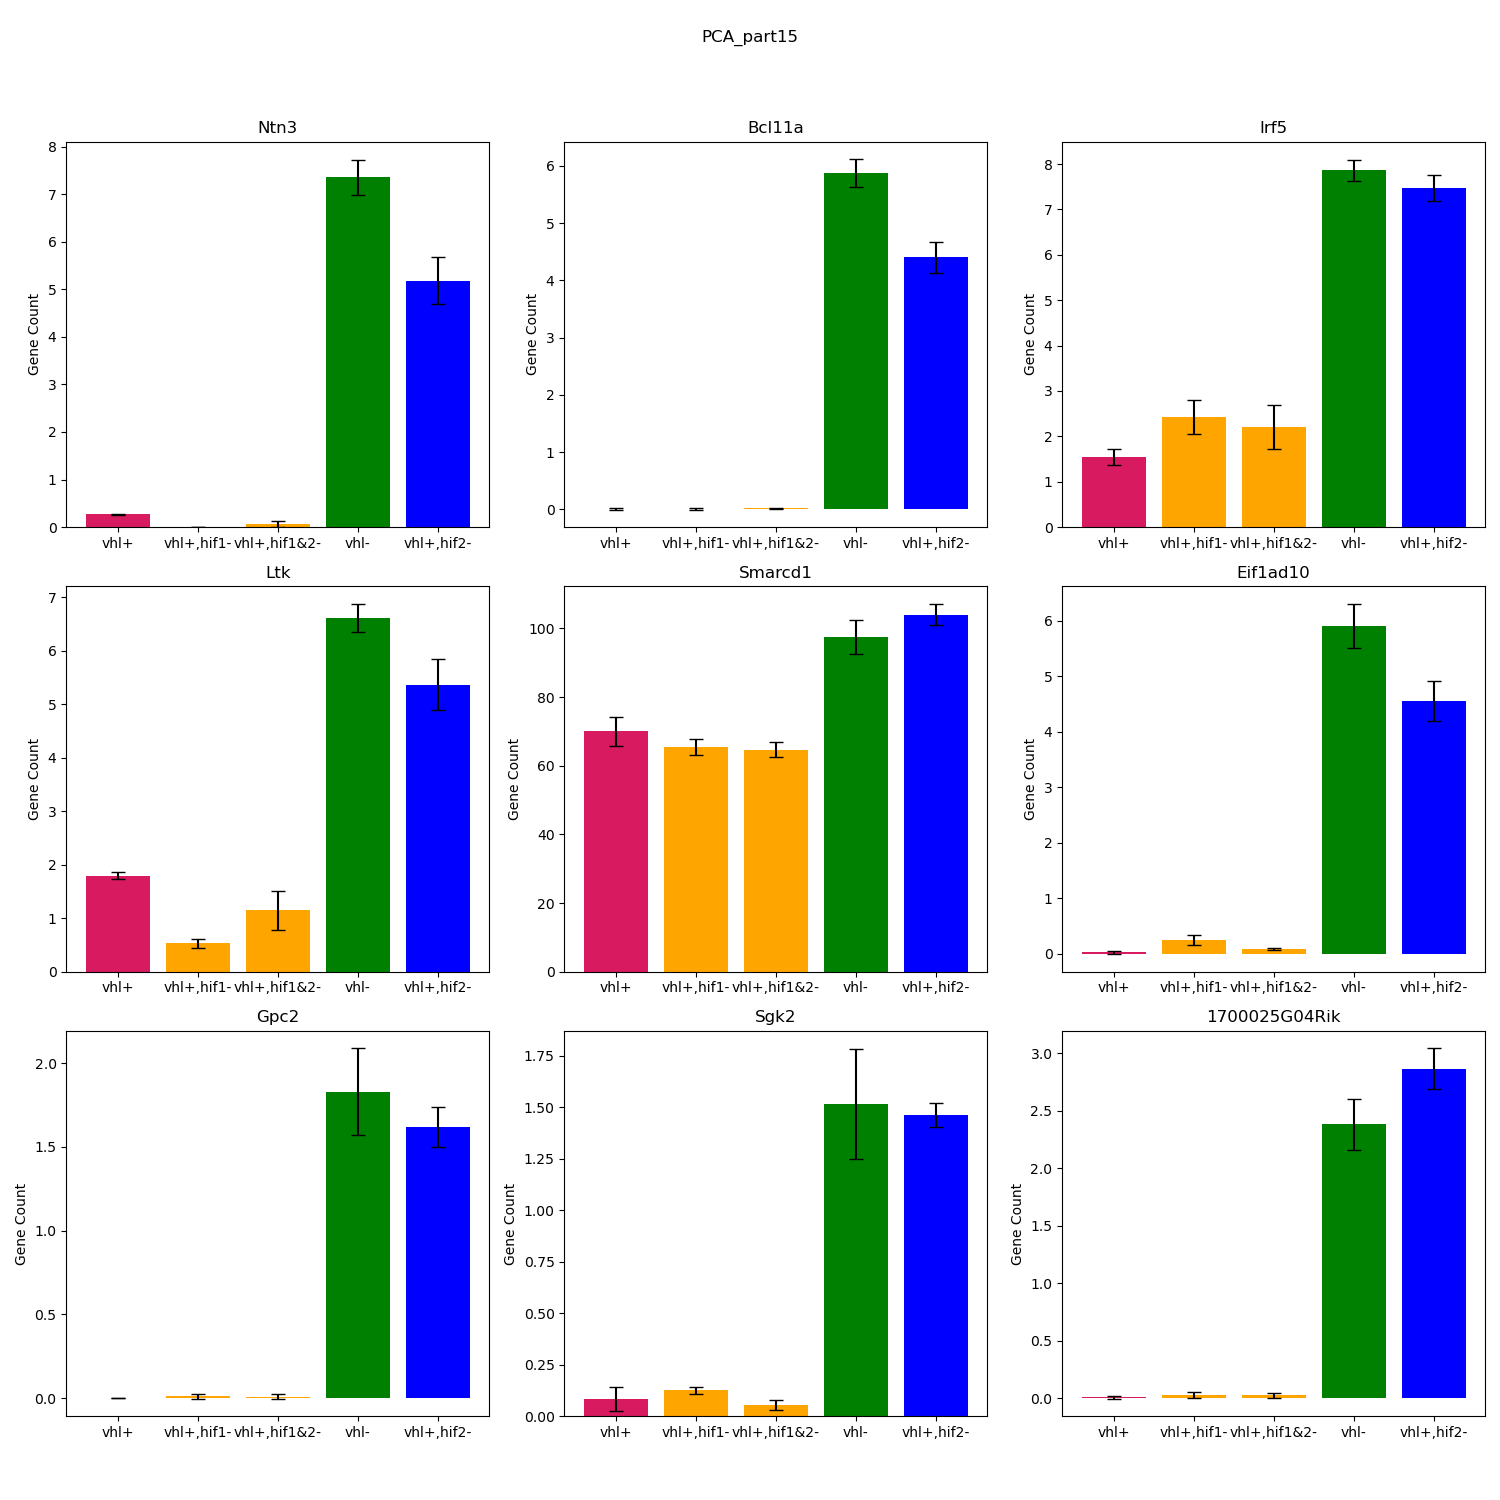 PCA_part15
Ntn3
Gene Count
8
7
6
5
4
3
2
1
0
vhl+ vhl+,hif1- vhl+,hif1&2- vhl- vhl+,hif2-
Bcl11a
Gene Count
6
5
4
3
2
1
0
vhl+ vhl+,hif1- vhl+,hif1&2- vhl- vhl+,hif2-
Irf5
Gene Count
8
7
6
5
4
3
2
1
0
vhl+ vhl+,hif1- vhl+,hif1&2- vhl- vhl+,hif2-
Ltk
Gene Count
7
6
5
4
3
2
1
0
vhl+ vhl+,hif1- vhl+,hif1&2- vhl- vhl+,hif2-
Smarcd1
Gene Count
100
80
60
40
20
0
vhl+ vhl+,hif1- vhl+,hif1&2- vhl- vhl+,hif2-
Eif1ad10
Gene Count
6
5
4
3
2
1
0
vhl+ vhl+,hif1- vhl+,hif1&2- vhl- vhl+,hif2-
Gpc2
Gene Count
2.0
1.5
1.0
0.5
0.0
vhl+ vhl+,hif1- vhl+,hif1&2- vhl- vhl+,hif2-
Sgk2
Gene Count
1.75
1.50
1.25
1.00
0.75
0.50
0.25
0.00
vhl+ vhl+,hif1- vhl+,hif1&2- vhl- vhl+,hif2-
1700025G04Rik
Gene Count
3.0
2.5
2.0
1.5
1.0
0.5
0.0
vhl+ vhl+,hif1- vhl+,hif1&2- vhl- vhl+,hif2-